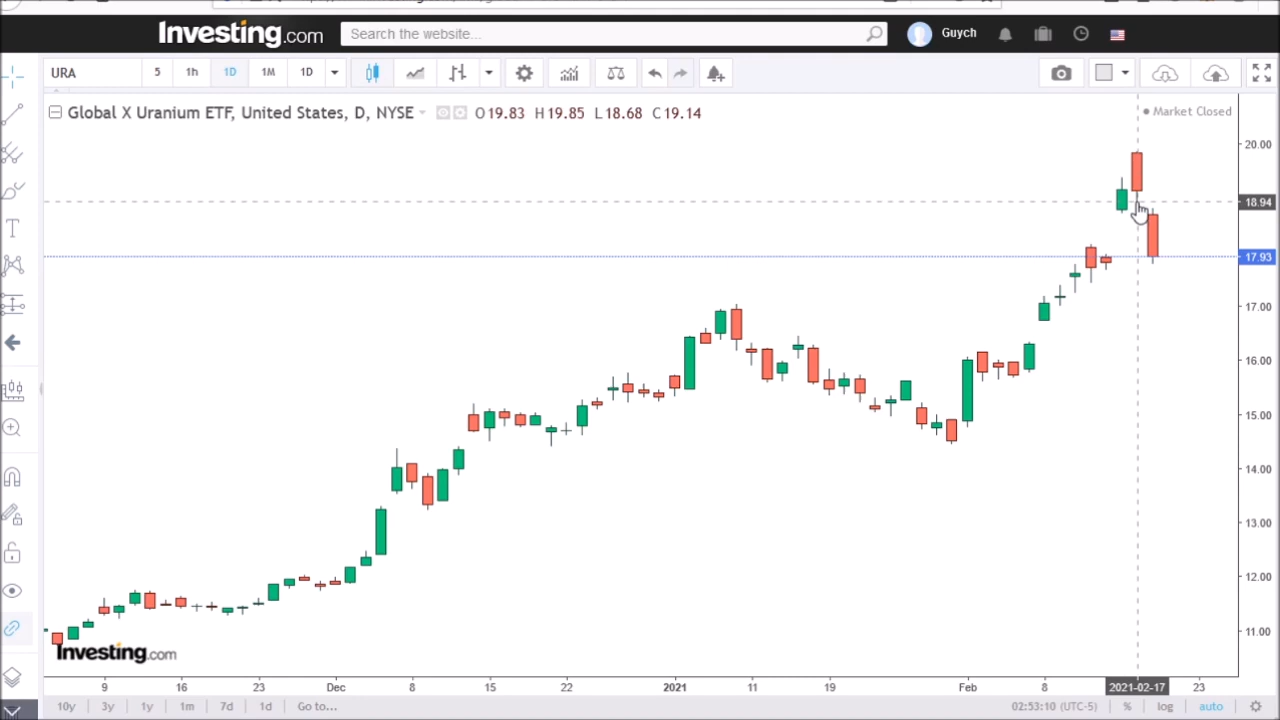 Investing.com
Search the website...
Guych
URA
5 1h 1D 1M 1D
Global X Uranium ETF, United States, D, NYSE O19.83 H19.85 L18.68 C19.14
Market Closed
20.00
18.94
17.93
17.00
16.00
15.00
14.00
13.00
12.00
11.00
Investing.com
9 16 23 Dec 8 15 22 2021 11 19 Feb 8 2021-02-17 23
10y 3y 1y 1m 7d 1d Go to... 02:53:10 (UTC-5) % log auto